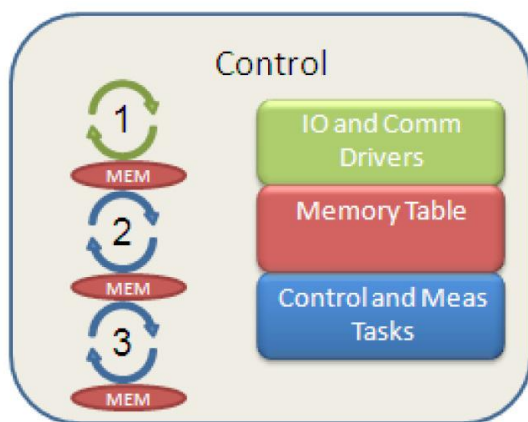 Control
1
MEM
2
MEM
3
MEM
IO and Comm
Drivers
Memory Table
Control and Meas
Tasks